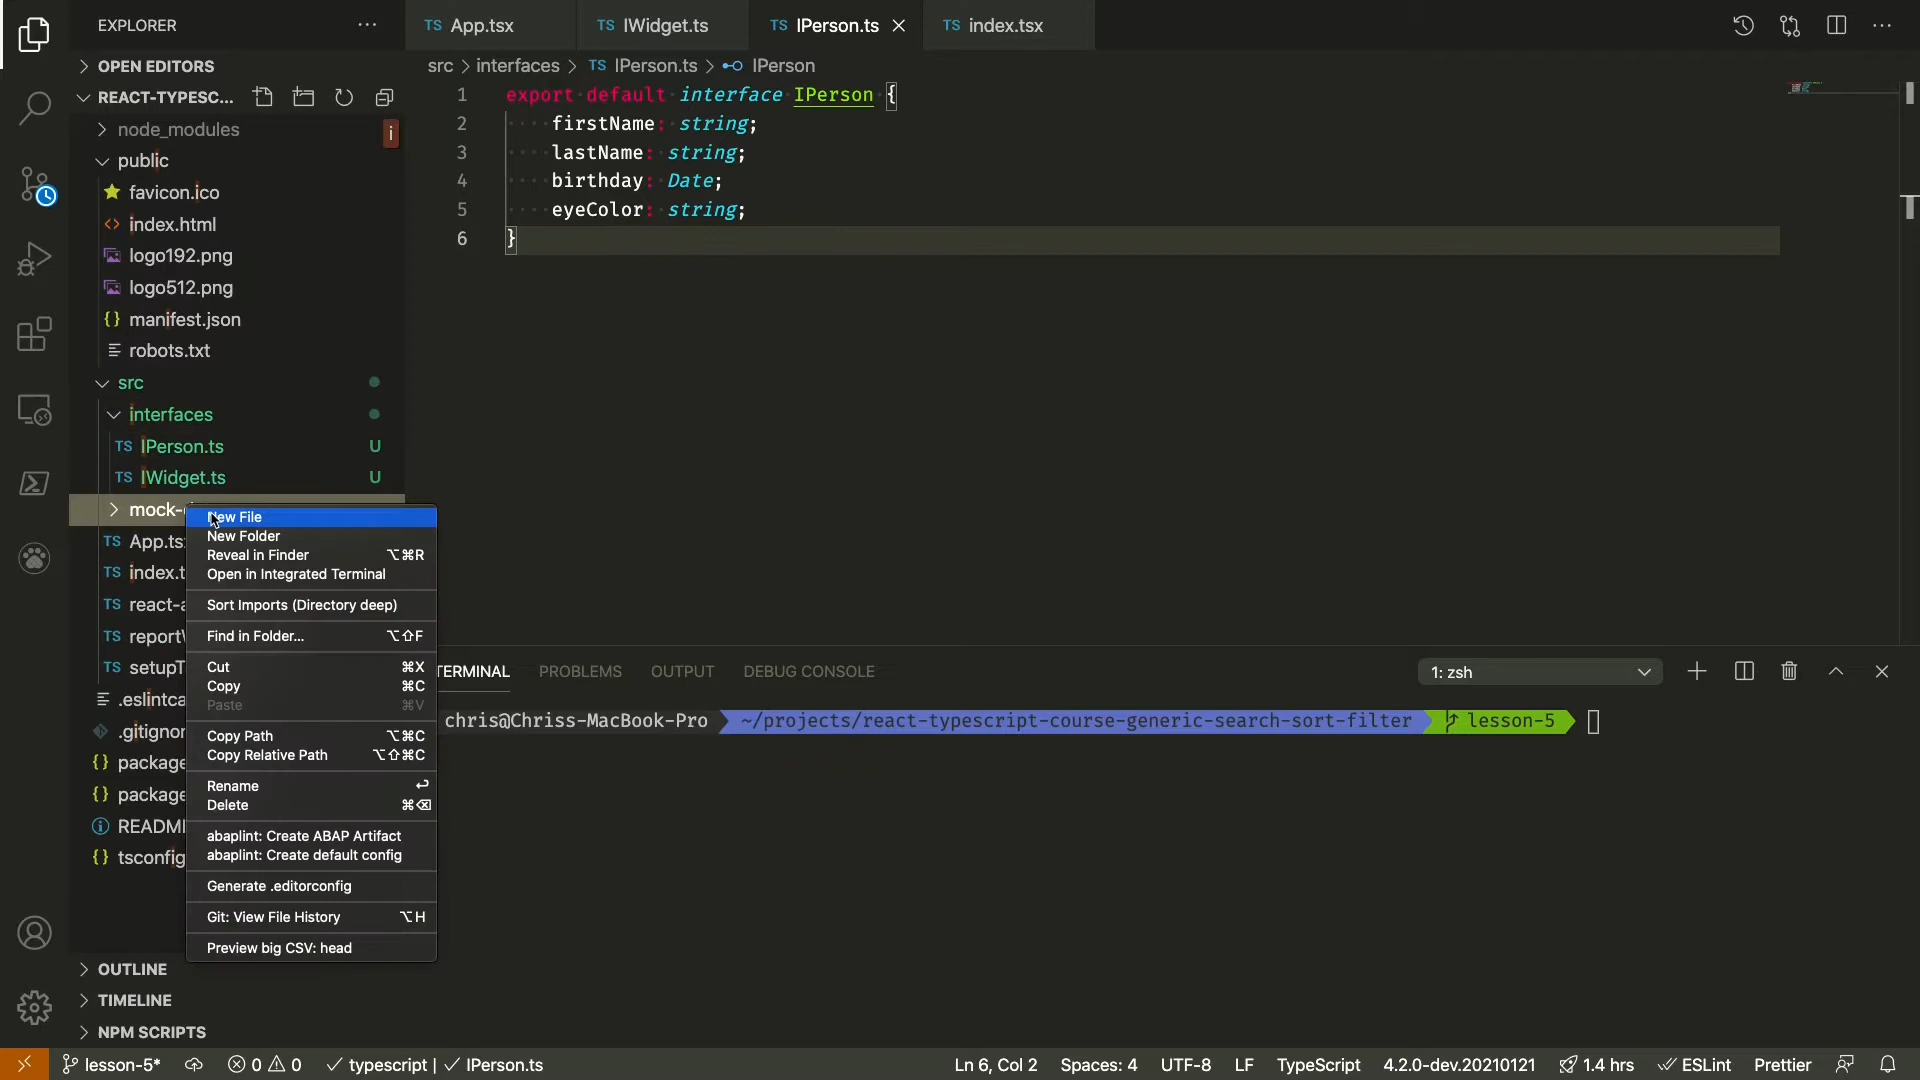 EXPLORER
TS App.tsx
TS IWidget.ts
TS IPerson.ts
TS index.tsx
OPEN EDITORS
REACT-TYPESC...
node_modules
i
public
favicon.ico
index.html
logo192.png
logo512.png
manifest.json
robots.txt
src
interfaces
TS IPerson.ts U
TS IWidget.ts U
mock-
TS App.ts
TS index.t
TS react-a
TS report
TS setupT
.eslintca
.gitignor
package
package
README
tsconfig
OUTLINE
TIMELINE
NPM SCRIPTS
src > interfaces > TS IPerson.ts > IPerson
1 export default interface IPerson {
2 firstName: string;
3 lastName: string;
4 birthday: Date;
5 eyeColor: string;
6 }
New File
New Folder
Reveal in Finder ⌥⌘R
Open in Integrated Terminal
Sort Imports (Directory deep)
Find in Folder... ⌥⇧F
Cut ⌘X
Copy ⌘C
Paste ⌘V
Copy Path ⌥⌘C
Copy Relative Path ⌥⇧⌘C
Rename ↩
Delete ⌘⌫
abaplint: Create ABAP Artifact
abaplint: Create default config
Generate .editorconfig
Git: View File History ⌥H
Preview big CSV: head
TERMINAL PROBLEMS OUTPUT DEBUG CONSOLE 1: zsh
chris@Chriss-MacBook-Pro ~/projects/react-typescript-course-generic-search-sort-filter lesson-5
lesson-5* 0 0 typescript | IPerson.ts Ln 6, Col 2 Spaces: 4 UTF-8 LF TypeScript 4.2.0-dev.20210121 1.4 hrs ESLint Prettier